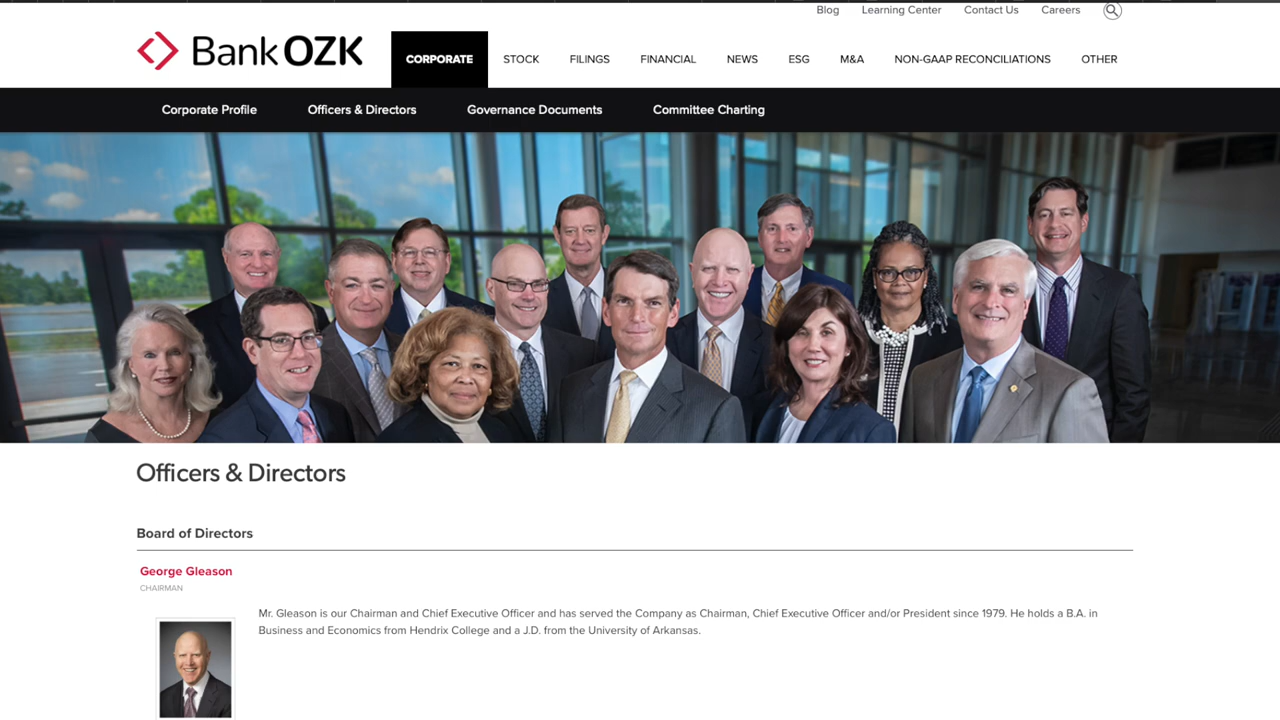 Blog Learning Center Contact Us Careers
Bank OZK
CORPORATE STOCK FILINGS FINANCIAL NEWS ESG M&A NON-GAAP RECONCILIATIONS OTHER
Corporate Profile Officers & Directors Governance Documents Committee Charting
Officers & Directors
Board of Directors
George Gleason
CHAIRMAN
Mr. Gleason is our Chairman and Chief Executive Officer and has served the Company as Chairman, Chief Executive Officer and/or President since 1979. He holds a B.A. in
Business and Economics from Hendrix College and a J.D. from the University of Arkansas.